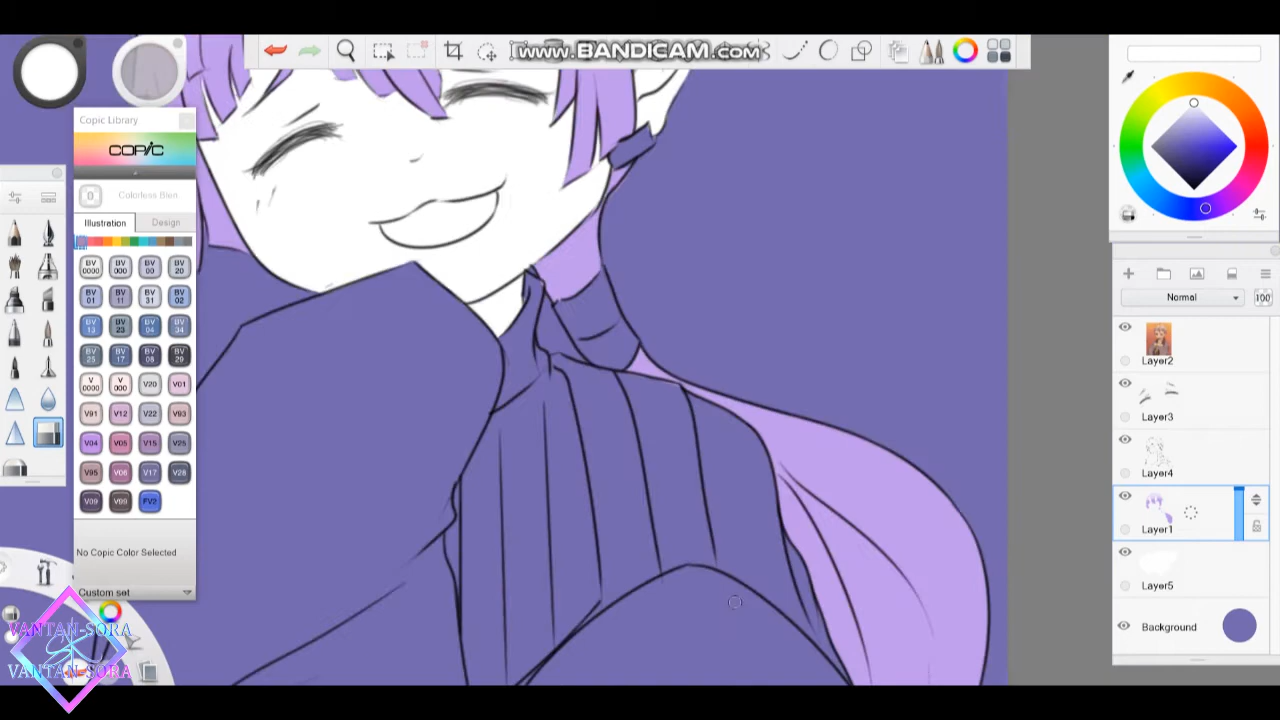 www.BANDICAM.com
Copic Library
COPIC
0 Colorless Blen
Illustration Design
BV 0000 BV 000 BV 00 BV 20
BV 01 BV 11 BV 31 BV 02
BV 13 BV 23 BV 04 BV 34
BV 25 BV 17 BV 08 BV 29
V 0000 V 000 V20 V01
V91 V12 V22 V93
V04 V05 V15 V25
V95 V06 V17 V28
V09 V99 FV2
No Copic Color Selected
Custom set
Normal 100
Layer2
Layer3
Layer4
Layer1
Layer5
Background
VANTAN-SORA
VANTAN-SORA